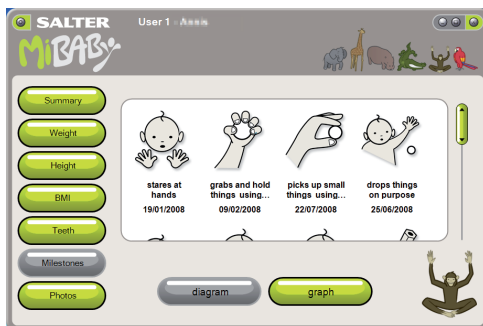 SALTER
User 1 -
MiBABy
Summary
Weight
Height
BMI
Teeth
Milestones
Photos
stares at
hands
19/01/2008
grabs and hold
things using...
09/02/2008
picks up small
things using...
22/07/2008
drops things
on purpose
25/06/2008
diagram
graph